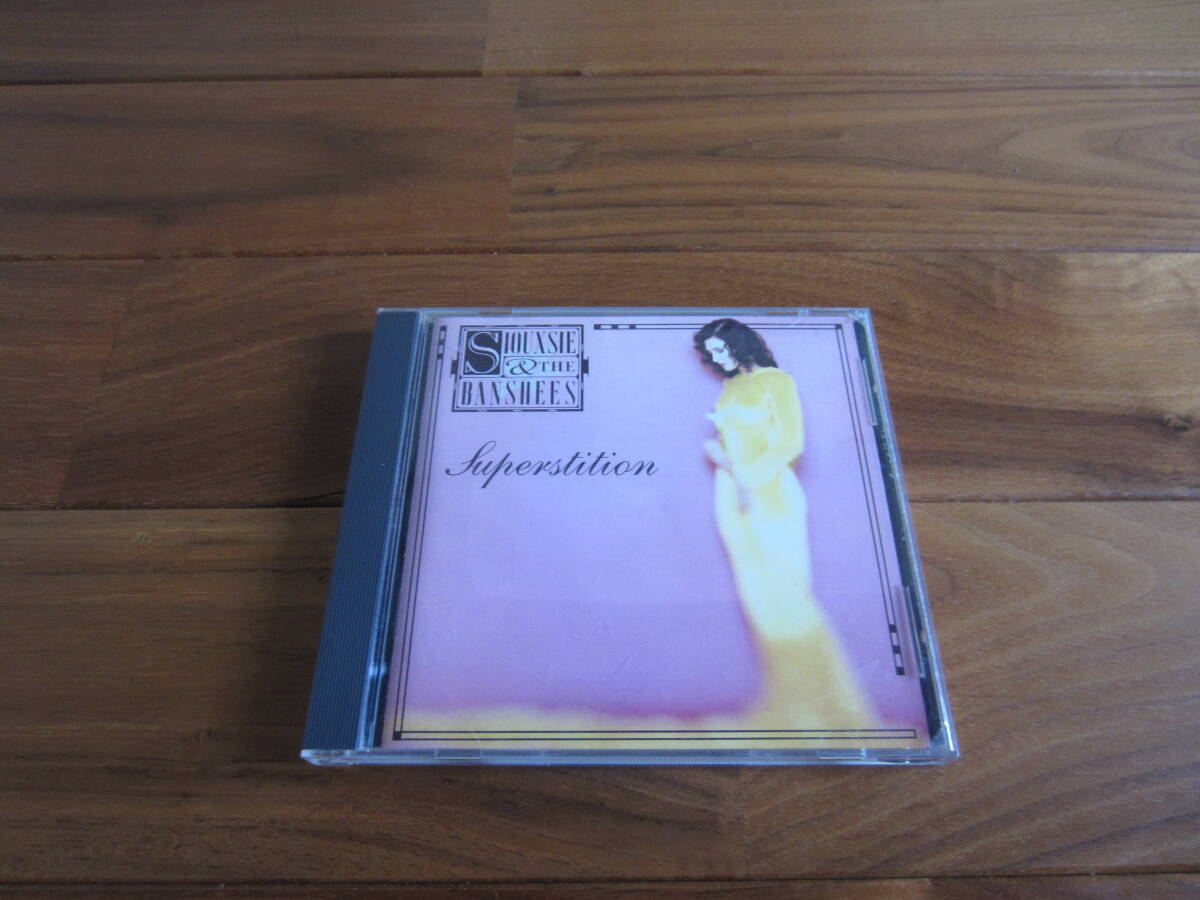 SIOUXSIE
& THE
BANSHEES
Superstition